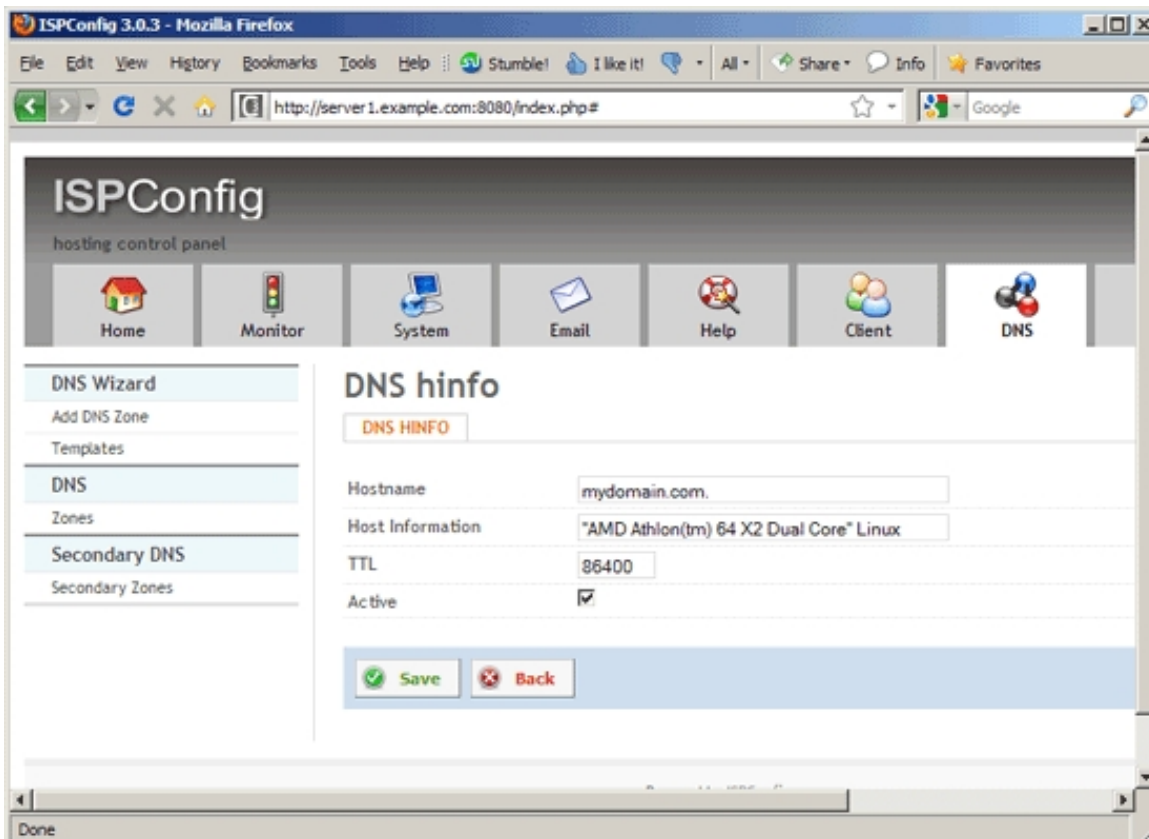 ISPConfig 3.0.3 - Mozilla Firefox
File Edit View History Bookmarks Tools Help Stumble! I like it! All Share Info Favorites
http://server1.example.com:8080/index.php# Google
ISPConfig
hosting control panel
Home Monitor System Email Help Client DNS
DNS Wizard
Add DNS Zone
Templates
DNS
Zones
Secondary DNS
Secondary Zones
DNS hinfo
DNS HINFO
Hostname mydomain.com.
Host Information "AMD Athlon(tm) 64 X2 Dual Core" Linux
TTL 86400
Active
Save Back
Done